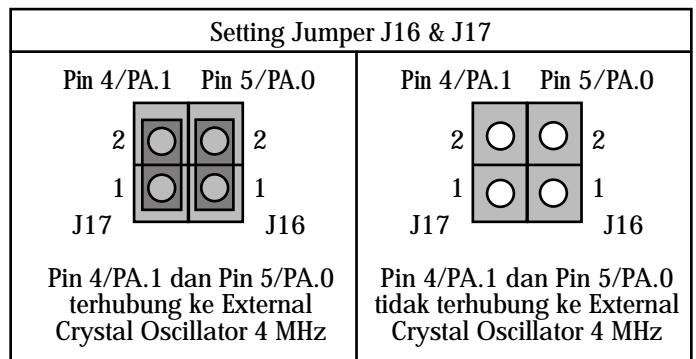 Setting Jumper J16 & J17
Pin 4/PA.1 Pin 5/PA.0
2 2
1 1
J17 J16
Pin 4/PA.1 dan Pin 5/PA.0
terhubung ke External
Crystal Oscillator 4 MHz
Pin 4/PA.1 Pin 5/PA.0
2 2
1 1
J17 J16
Pin 4/PA.1 dan Pin 5/PA.0
tidak terhubung ke External
Crystal Oscillator 4 MHz